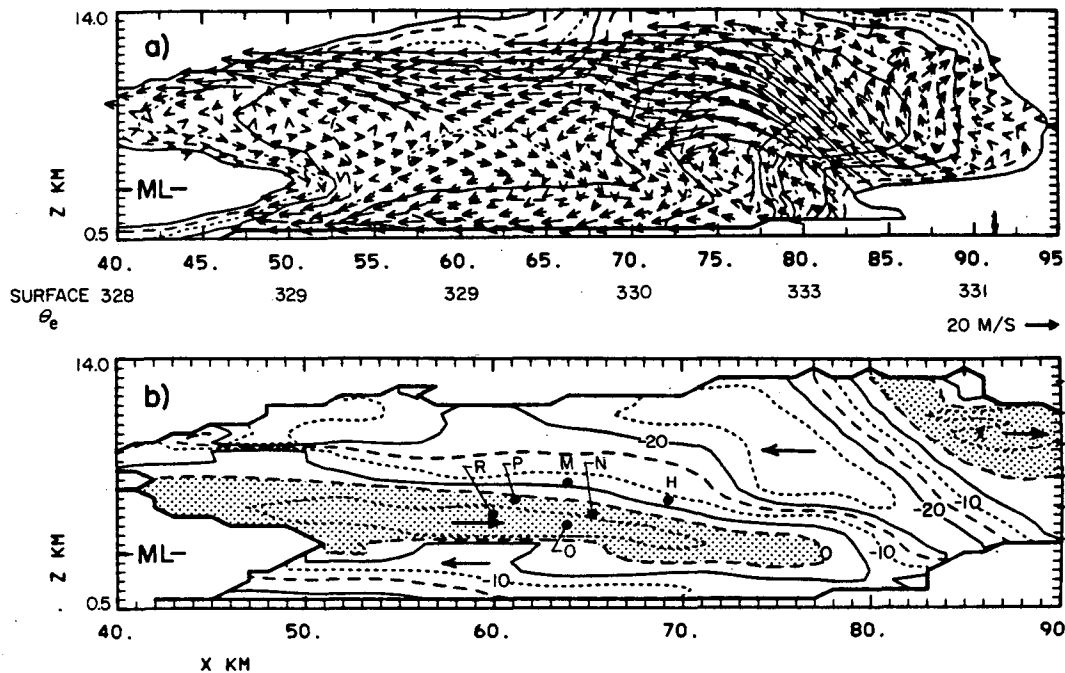 14.0
a)
Z KM
ML
0.5
40. 45. 50. 55. 60. 65. 70. 75. 80. 85. 90. 95
SURFACE 328 329 329 330 333 331
θe
20 M/S
14.0
b)
-20
R P M N
H
-20 -10
ML
O
0 -10
-10
Z KM
0.5
40. 50. 60. 70. 80. 90
X KM